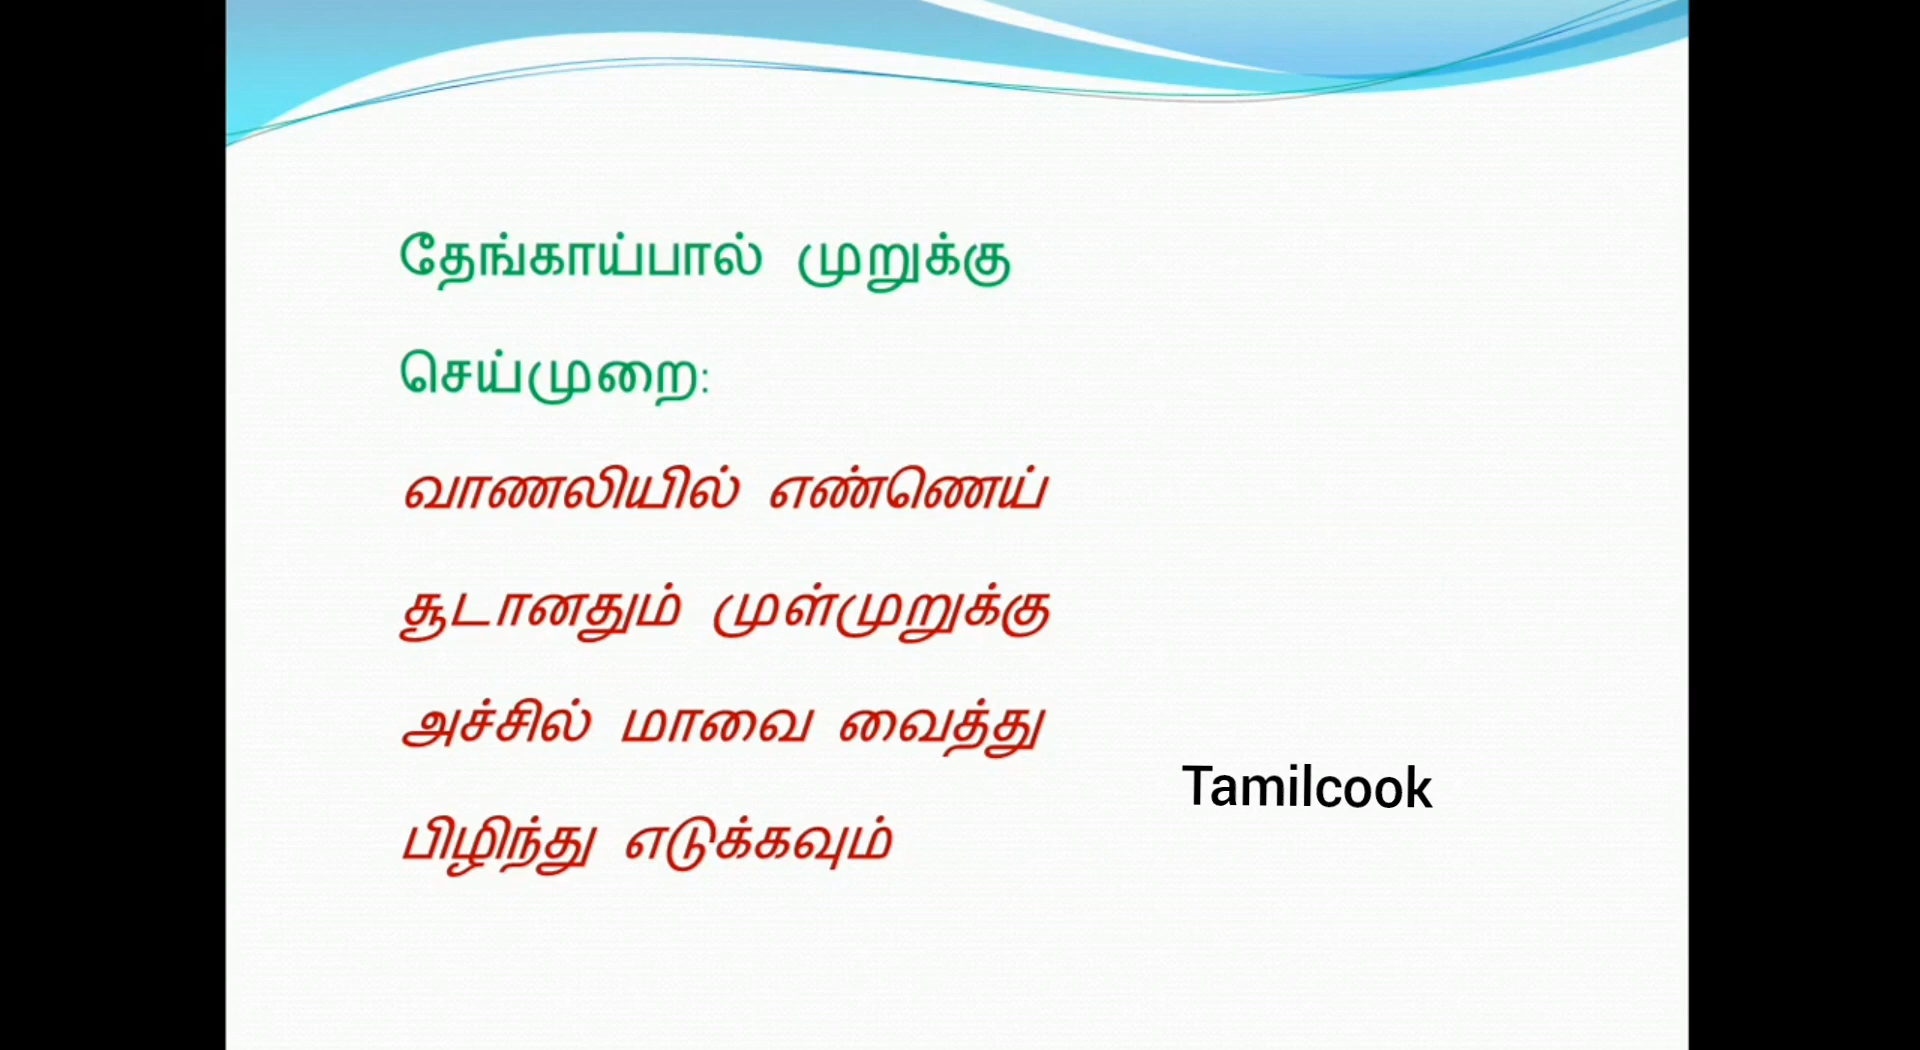 தேங்காய்பால் முறுக்கு
செய்முறை:
வாணலியில் எண்ணெய்
சூடானதும் முள்முறுக்கு
அச்சில் மாவை வைத்து
பிழிந்து எடுக்கவும்
Tamilcook